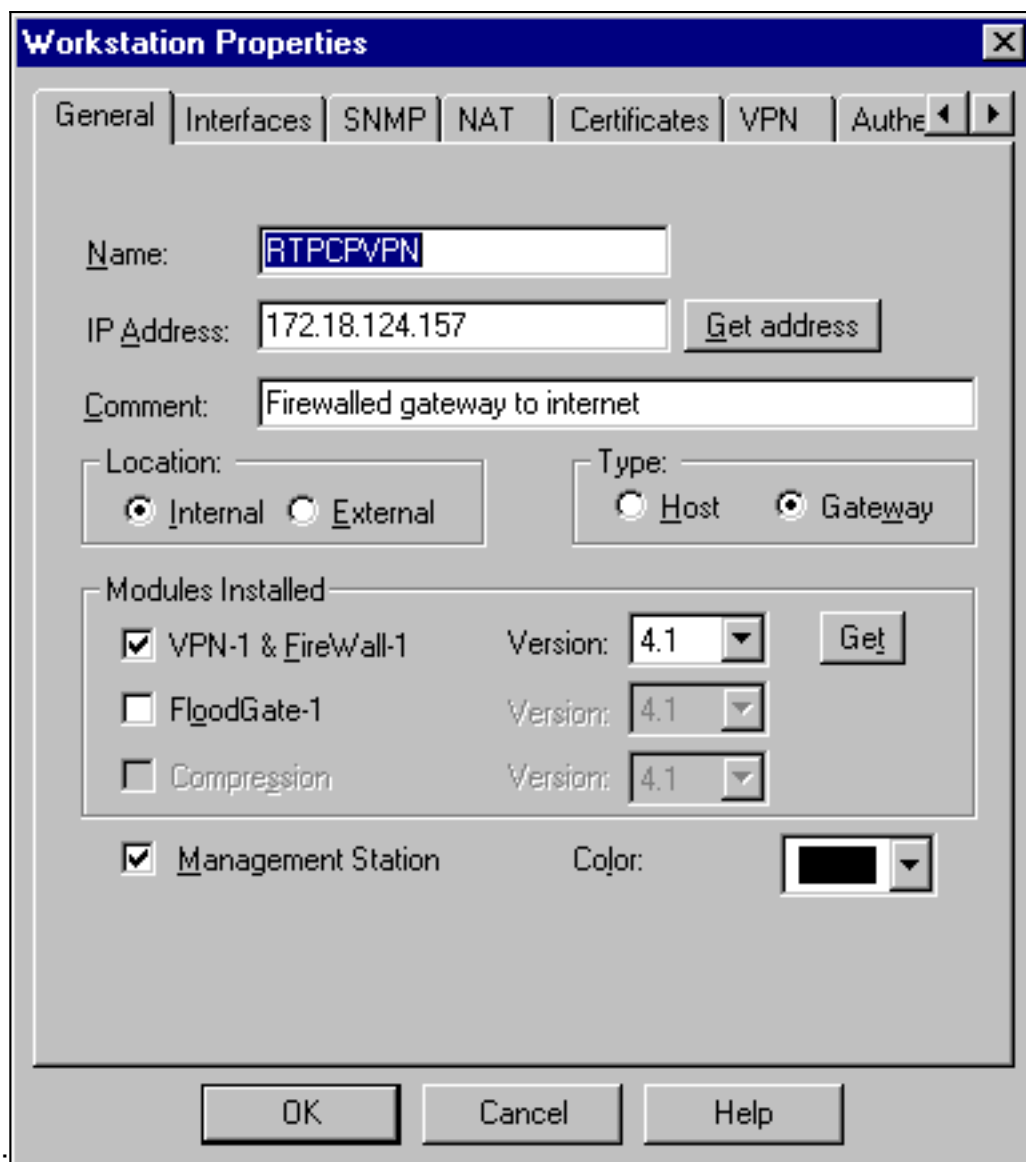 Workstation Properties
General Interfaces SNMP NAT Certificates VPN Authe
Name: RTPCPVPN
IP Address: 172.18.124.157 Get address
Comment: Firewalled gateway to internet
Location: Type:
Internal External Host Gateway
Modules Installed
VPN-1 & FireWall-1 Version: 4.1 Get
FloodGate-1 Version: 4.1
Compression Version: 4.1
Management Station Color:
OK Cancel Help